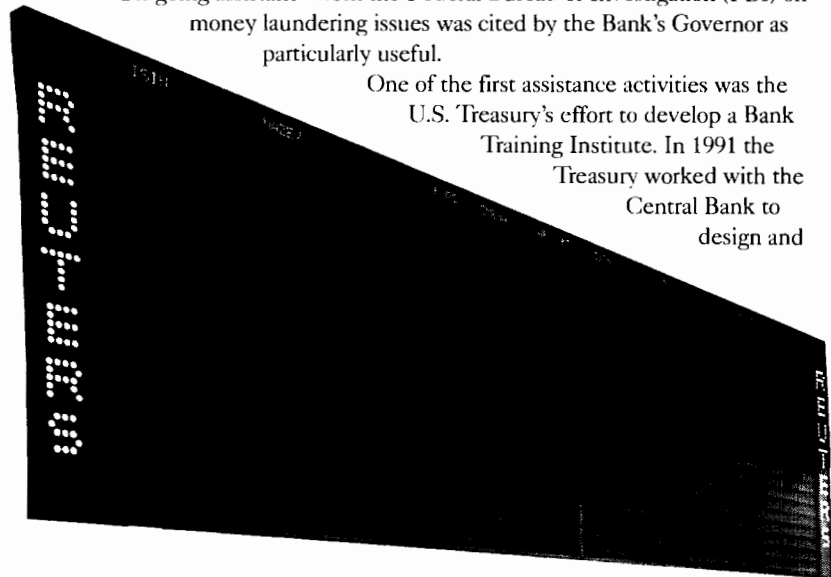 money laundering issues was cited by the Bank's Governor as
particularly useful.
One of the first assistance activities was the
U.S. Treasury's effort to develop a Bank
Training Institute. In 1991 the
Treasury worked with the
Central Bank to
design and
REUTERS
REUTERS